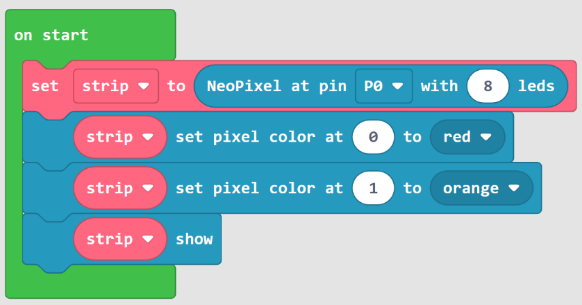 on start
set strip to NeoPixel at pin P0 with 8 leds
strip set pixel color at 0 to red
strip set pixel color at 1 to orange
strip show